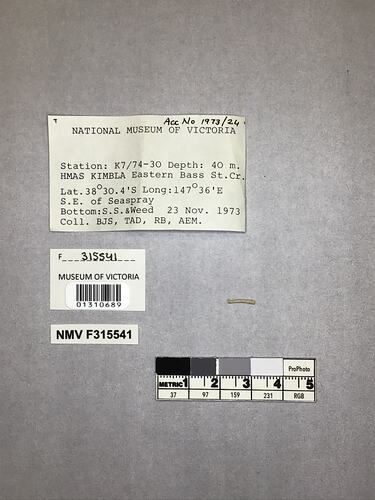 Acc No 1973/24
NATIONAL MUSEUM OF VICTORIA
Station: K7/74-30 Depth: 40 m.
HMAS KIMBLA Eastern Bass St.Cr.
Lat.38°30.4'S Long:147°36'E
S.E. of Seaspray
Bottom:S.S.&Weed 23 Nov. 1973
Coll. BJS, TAD, RB, AEM.
F___315541___
MUSEUM OF VICTORIA
01310689
NMV F315541
ProPhoto
METRIC 1 2 3 4 5
37 97 159 231 RGB